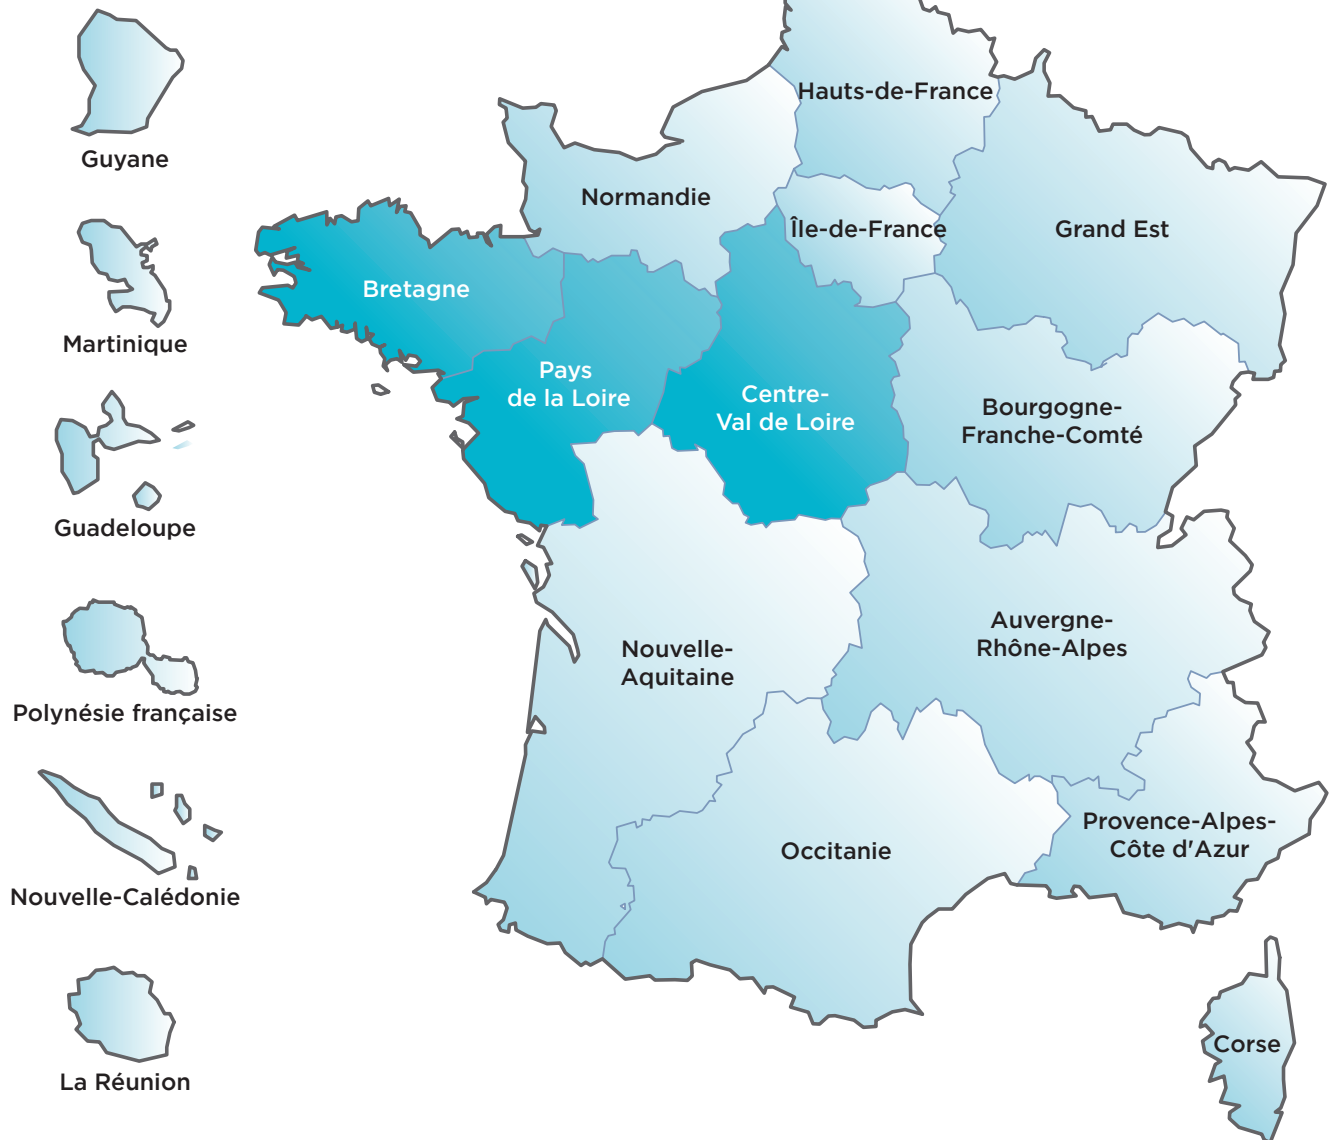 Guyane
Martinique
Guadeloupe
Polynésie française
Nouvelle-Calédonie
La Réunion
Hauts-de-France
Normandie
Île-de-France
Grand Est
Bretagne
Pays
de la Loire
Centre-
Val de Loire
Bourgogne-
Franche-Comté
Nouvelle-
Aquitaine
Auvergne-
Rhône-Alpes
Occitanie
Provence-Alpes-
Côte d'Azur
Corse